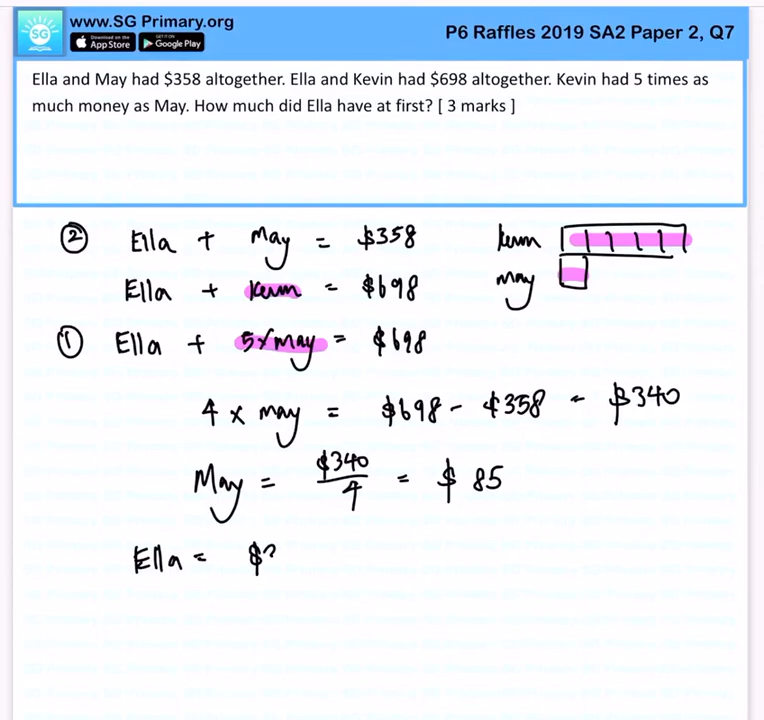 www.SG Primary.org
SG
Download on the App Store
GET IT ON Google Play
P6 Raffles 2019 SA2 Paper 2, Q7
Ella and May had $358 altogether. Ella and Kevin had $698 altogether. Kevin had 5 times as
much money as May. How much did Ella have at first? [ 3 marks ]
② Ella + May = $358
Kevin
Ella + Kevin = $698
May
① Ella + 5×May = $698
4 × May = $698 - $358 = $340
May = $340/4 = $ 85
Ella = $